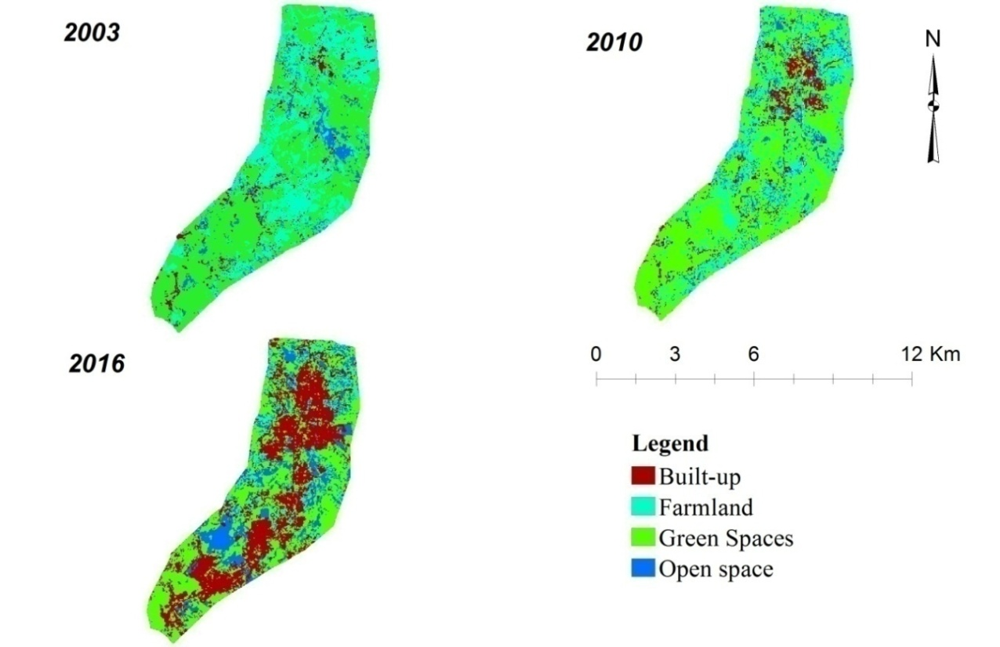 2003
2010
N
2016
0 3 6 12 Km
Legend
Built-up
Farmland
Green Spaces
Open space